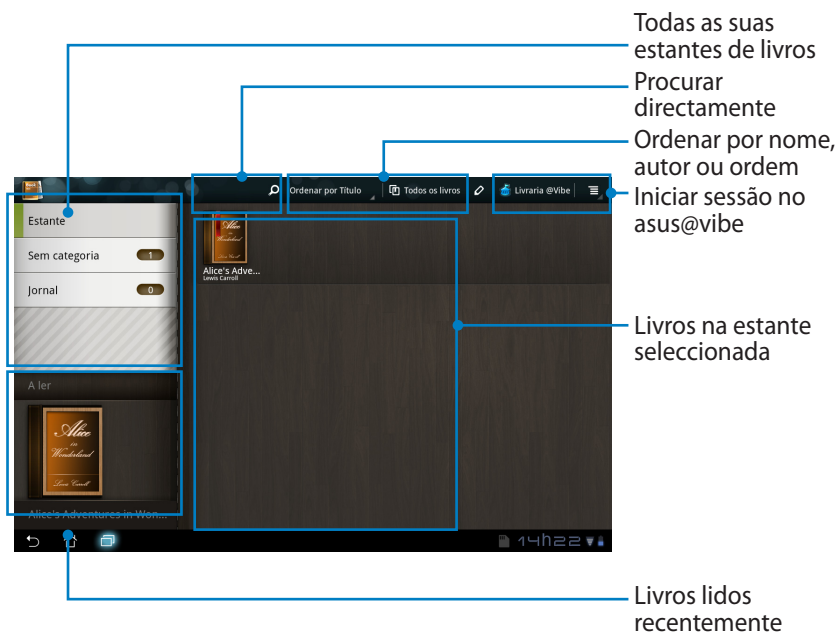 Todas as suas
estantes de livros
Procurar
directamente
Ordenar por nome,
autor ou ordem
Iniciar sessão no
asus@vibe
Ordenar por Título
Todos os livros
Livraria @Vibe
Estante
Sem categoria 1
Jornal 0
Alice
in
Wonderland
Alice's Adve...
Lewis Carroll
Livros na estante
seleccionada
A ler
Alice
in
Wonderland
Lewis Carroll
Alice's Adventures in Won...
14h22
Livros lidos
recentemente